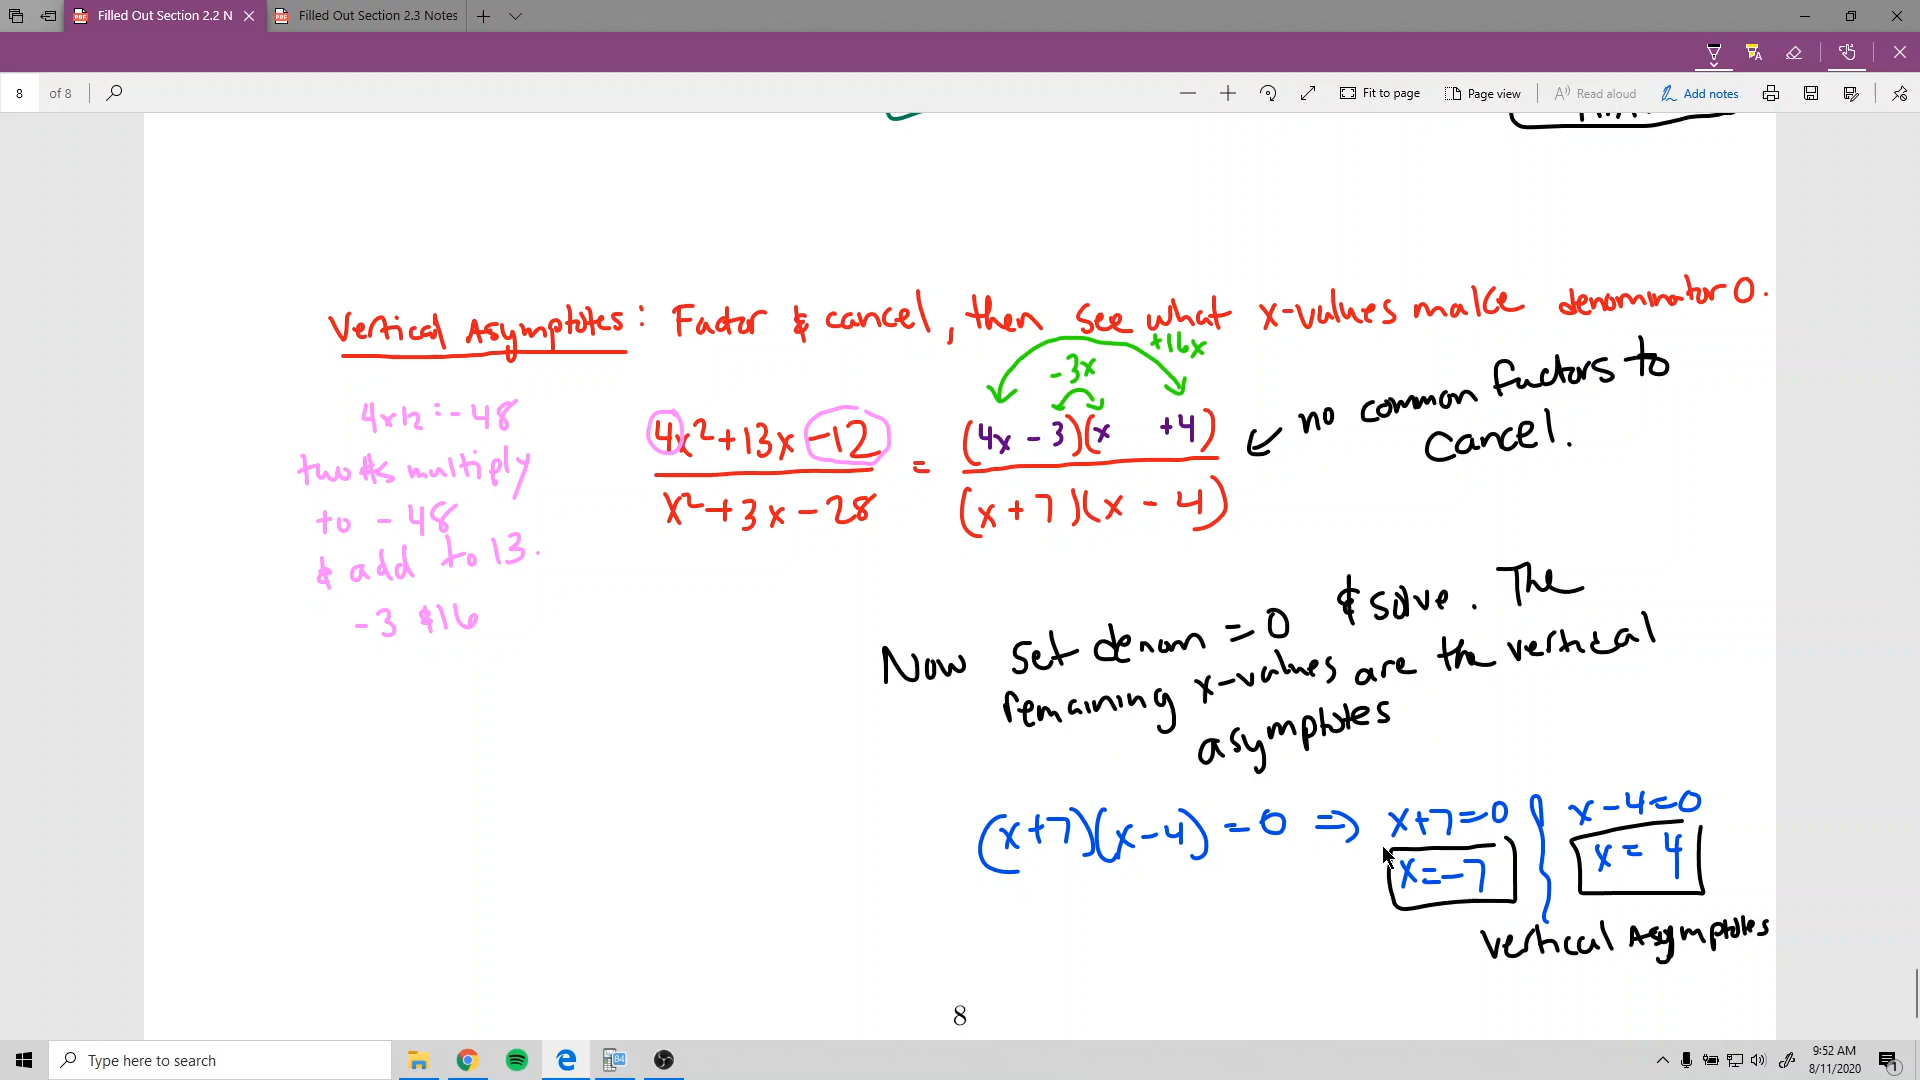 Filled Out Section 2.2 N
Filled Out Section 2.3 Notes
8 of 8
Fit to page
Page view
Read aloud
Add notes
Vertical Asymptotes: Factor & cancel, then see what x-values make denominator 0.
+16x
-3x
4x12 = -48
4x²+13x-12 = (4x-3)(x +4)
no common factors to
cancel.
two #s multiply
x²+3x-28 (x+7)(x-4)
to -48
& add to 13.
-3 & 16
Now set denom = 0 & solve. The
remaining x-values are the vertical
asymptotes
(x+7)(x-4) = 0 ⇒ x+7=0 x-4=0
x=-7 x=4
Vertical Asymptotes
8
Type here to search
84
9:52 AM
8/11/2020
1